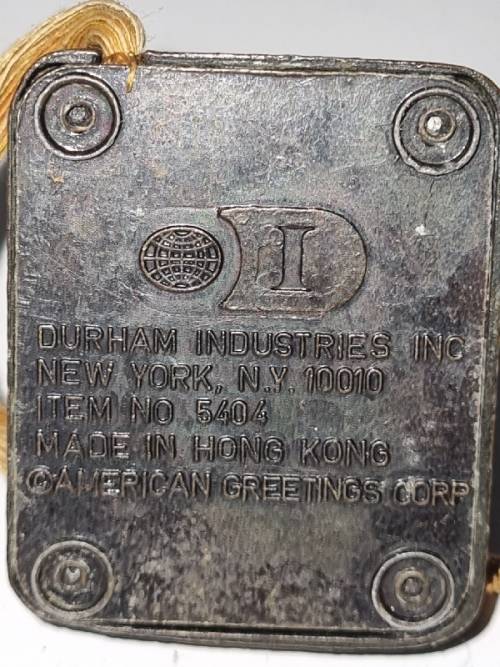 I
DURHAM INDUSTRIES INC
NEW YORK, N.Y. 10010
ITEM NO 5404
MADE IN HONG KONG
©AMERICAN GREETINGS CORP